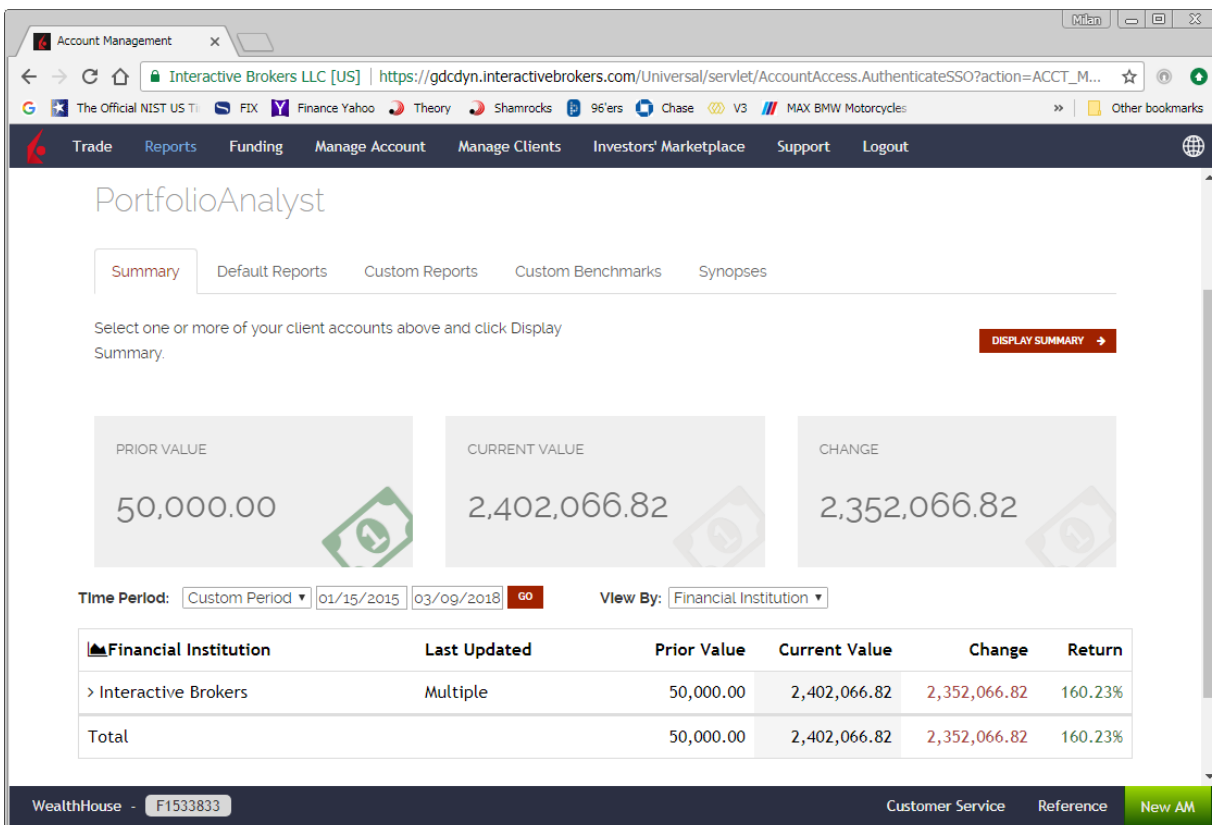 Milan
Account Management
Interactive Brokers LLC [US] | https://gdcdyn.interactivebrokers.com/Universal/servlet/AccountAccess.AuthenticateSSO?action=ACCT_M...
The Official NIST US Ti FIX Finance Yahoo Theory Shamrocks 96'ers Chase V3 MAX BMW Motorcycles » Other bookmarks
Trade Reports Funding Manage Account Manage Clients Investors' Marketplace Support Logout
PortfolioAnalyst
Summary Default Reports Custom Reports Custom Benchmarks Synopses
Select one or more of your client accounts above and click Display
Summary.
DISPLAY SUMMARY
PRIOR VALUE CURRENT VALUE CHANGE
50,000.00 2,402,066.82 2,352,066.82
Time Period: Custom Period 01/15/2015 03/09/2018 GO View By: Financial Institution
Financial Institution Last Updated Prior Value Current Value Change Return
> Interactive Brokers Multiple 50,000.00 2,402,066.82 2,352,066.82 160.23%
Total 50,000.00 2,402,066.82 2,352,066.82 160.23%
WealthHouse - F1533833 Customer Service Reference New AM